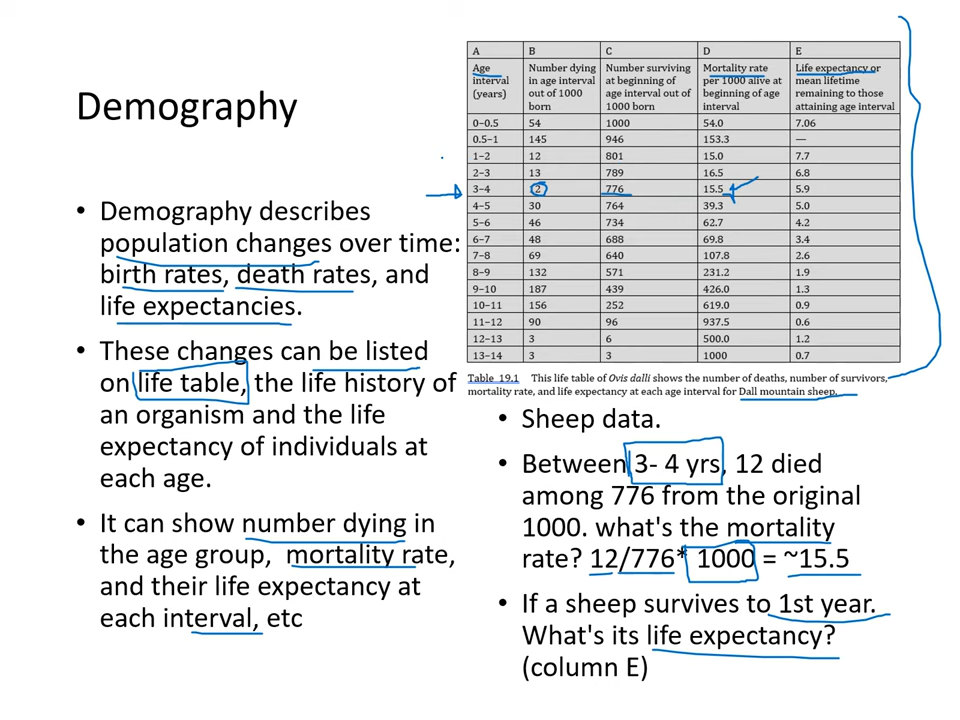 Demography
• Demography describes
population changes over time:
birth rates, death rates, and
life expectancies.
• These changes can be listed
on life table, the life history of
an organism and the life
expectancy of individuals at
each age.
• It can show number dying in
the age group,  mortality rate,
and their life expectancy at
each interval, etc
A B C D E
Age Number dying Number surviving Mortality rate Life expectancy or
interval in age interval at beginning of per 1000 alive at mean lifetime
(years) out of 1000 age interval out of beginning of age remaining to those
born 1000 born interval attaining age interval
0–0.5 54 1000 54.0 7.06
0.5–1 145 946 153.3 —
1–2 12 801 15.0 7.7
2–3 13 789 16.5 6.8
3–4 12 776 15.5 5.9
4–5 30 764 39.3 5.0
5–6 46 734 62.7 4.2
6–7 48 688 69.8 3.4
7–8 69 640 107.8 2.6
8–9 132 571 231.2 1.9
9–10 187 439 426.0 1.3
10–11 156 252 619.0 0.9
11–12 90 96 937.5 0.6
12–13 3 6 500.0 1.2
13–14 3 3 1000 0.7
Table 19.1 This life table of Ovis dalli shows the number of deaths, number of survivors,
mortality rate, and life expectancy at each age interval for Dall mountain sheep.
• Sheep data.
• Between 3- 4 yrs, 12 died
among 776 from the original
1000. what's the mortality
rate? 12/776* 1000 = ~15.5
• If a sheep survives to 1st year.
What's its life expectancy?
(column E)